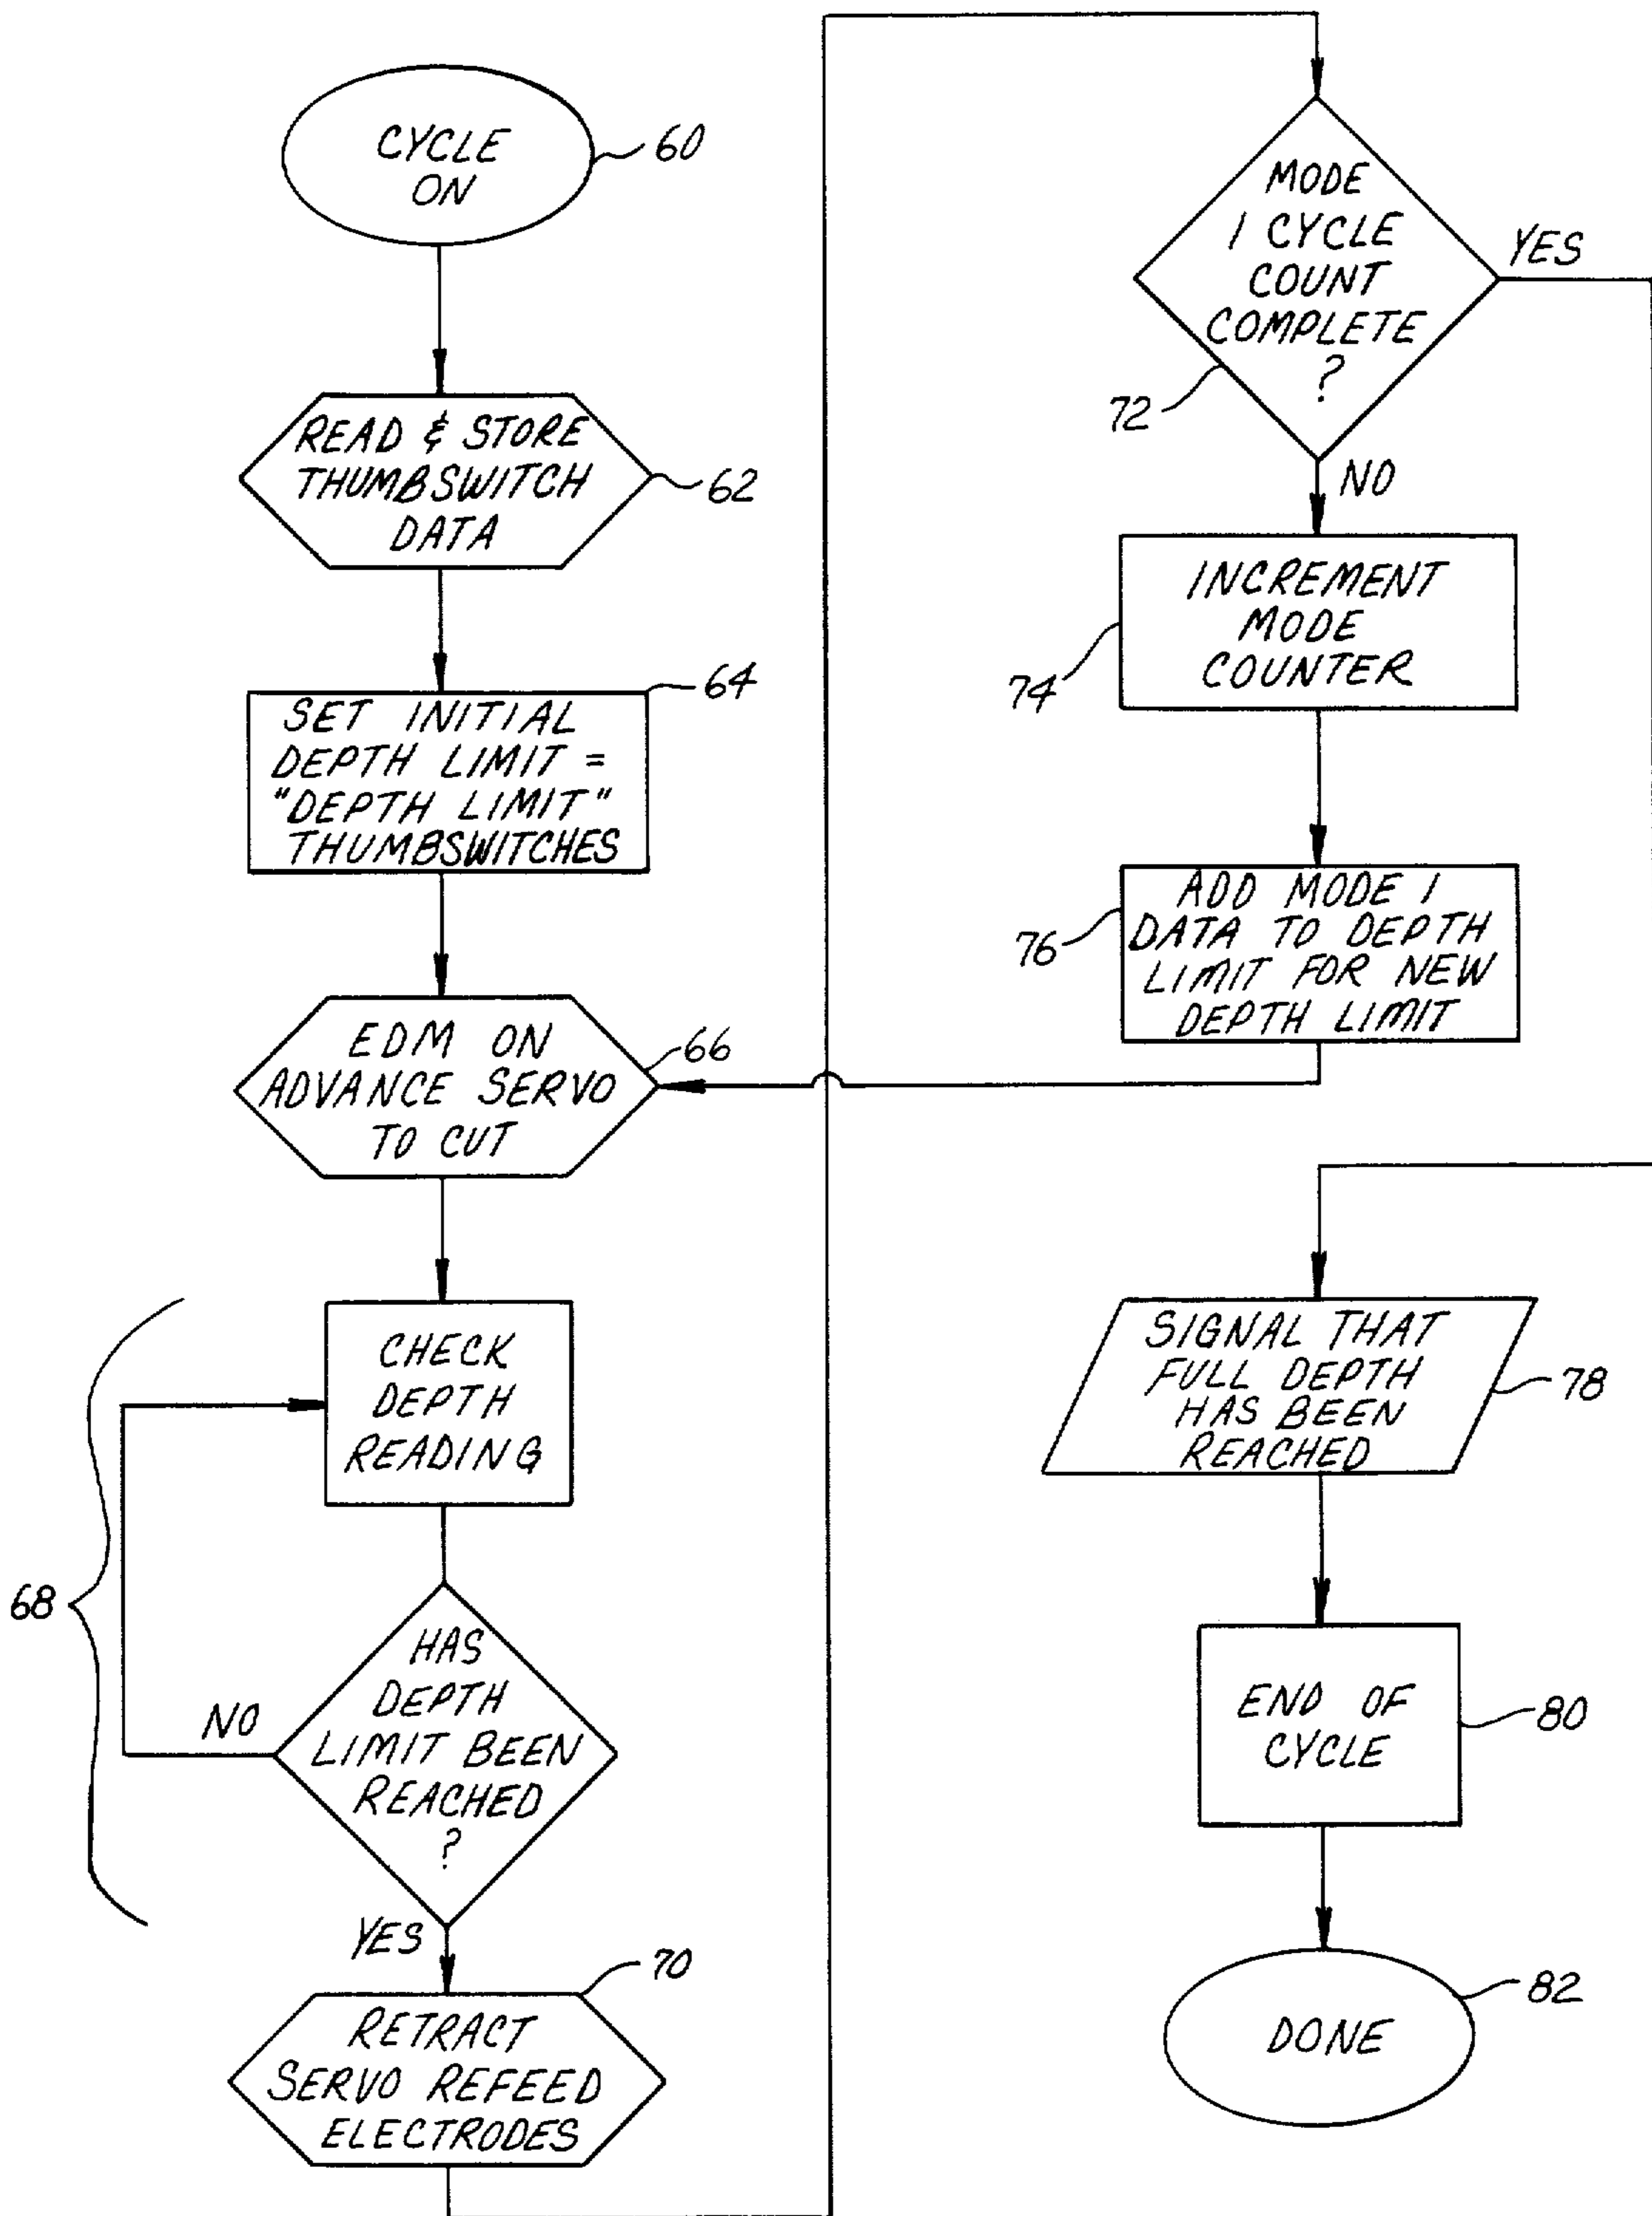 CYCLE
ON
60
READ & STORE
THUMBSWITCH
DATA
62
64
SET INITIAL
DEPTH LIMIT =
"DEPTH LIMIT"
THUMBSWITCHES
EDM ON
ADVANCE SERVO
TO CUT
66
CHECK
DEPTH
READING
68
HAS
DEPTH
LIMIT BEEN
REACHED
?
NO
YES
70
RETRACT
SERVO REFEED
ELECTRODES
MODE
1 CYCLE
COUNT
COMPLETE
?
YES
72
NO
INCREMENT
MODE
COUNTER
74
ADD MODE 1
DATA TO DEPTH
LIMIT FOR NEW
DEPTH LIMIT
76
SIGNAL THAT
FULL DEPTH
HAS BEEN
REACHED
78
END OF
CYCLE
80
82
DONE